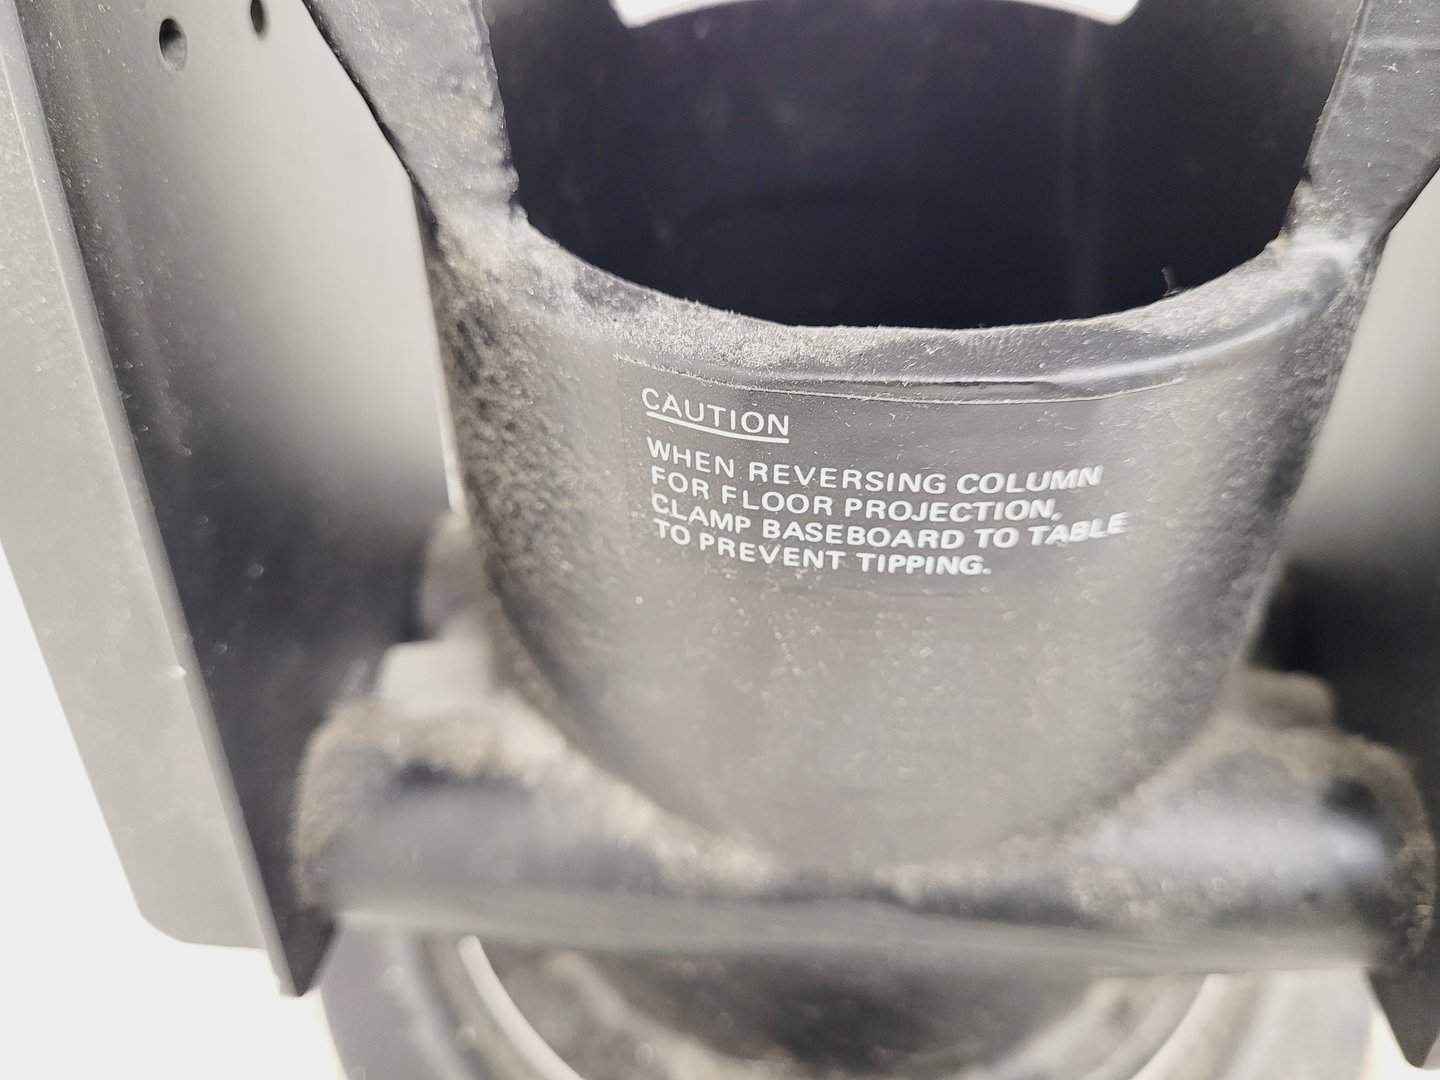 CAUTION
WHEN REVERSING COLUMN
FOR FLOOR PROJECTION,
CLAMP BASEBOARD TO TABLE
TO PREVENT TIPPING.